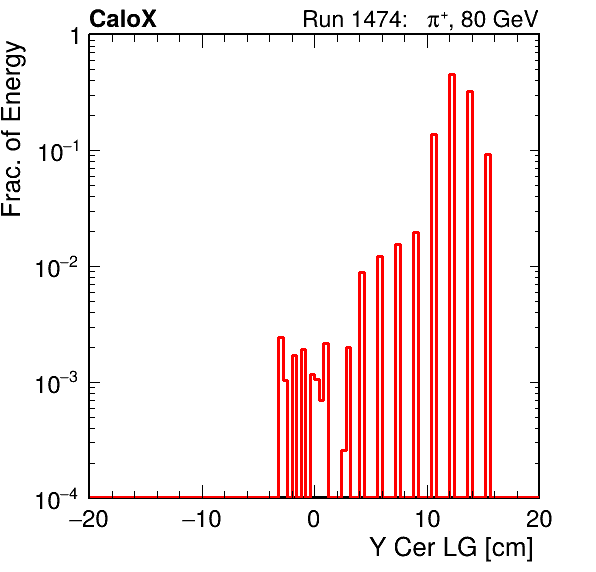 CaloX Run 1474: π⁺, 80 GeV
Frac. of Energy
1
10⁻¹
10⁻²
10⁻³
10⁻⁴
−20 −10 0 10 20
Y Cer LG [cm]